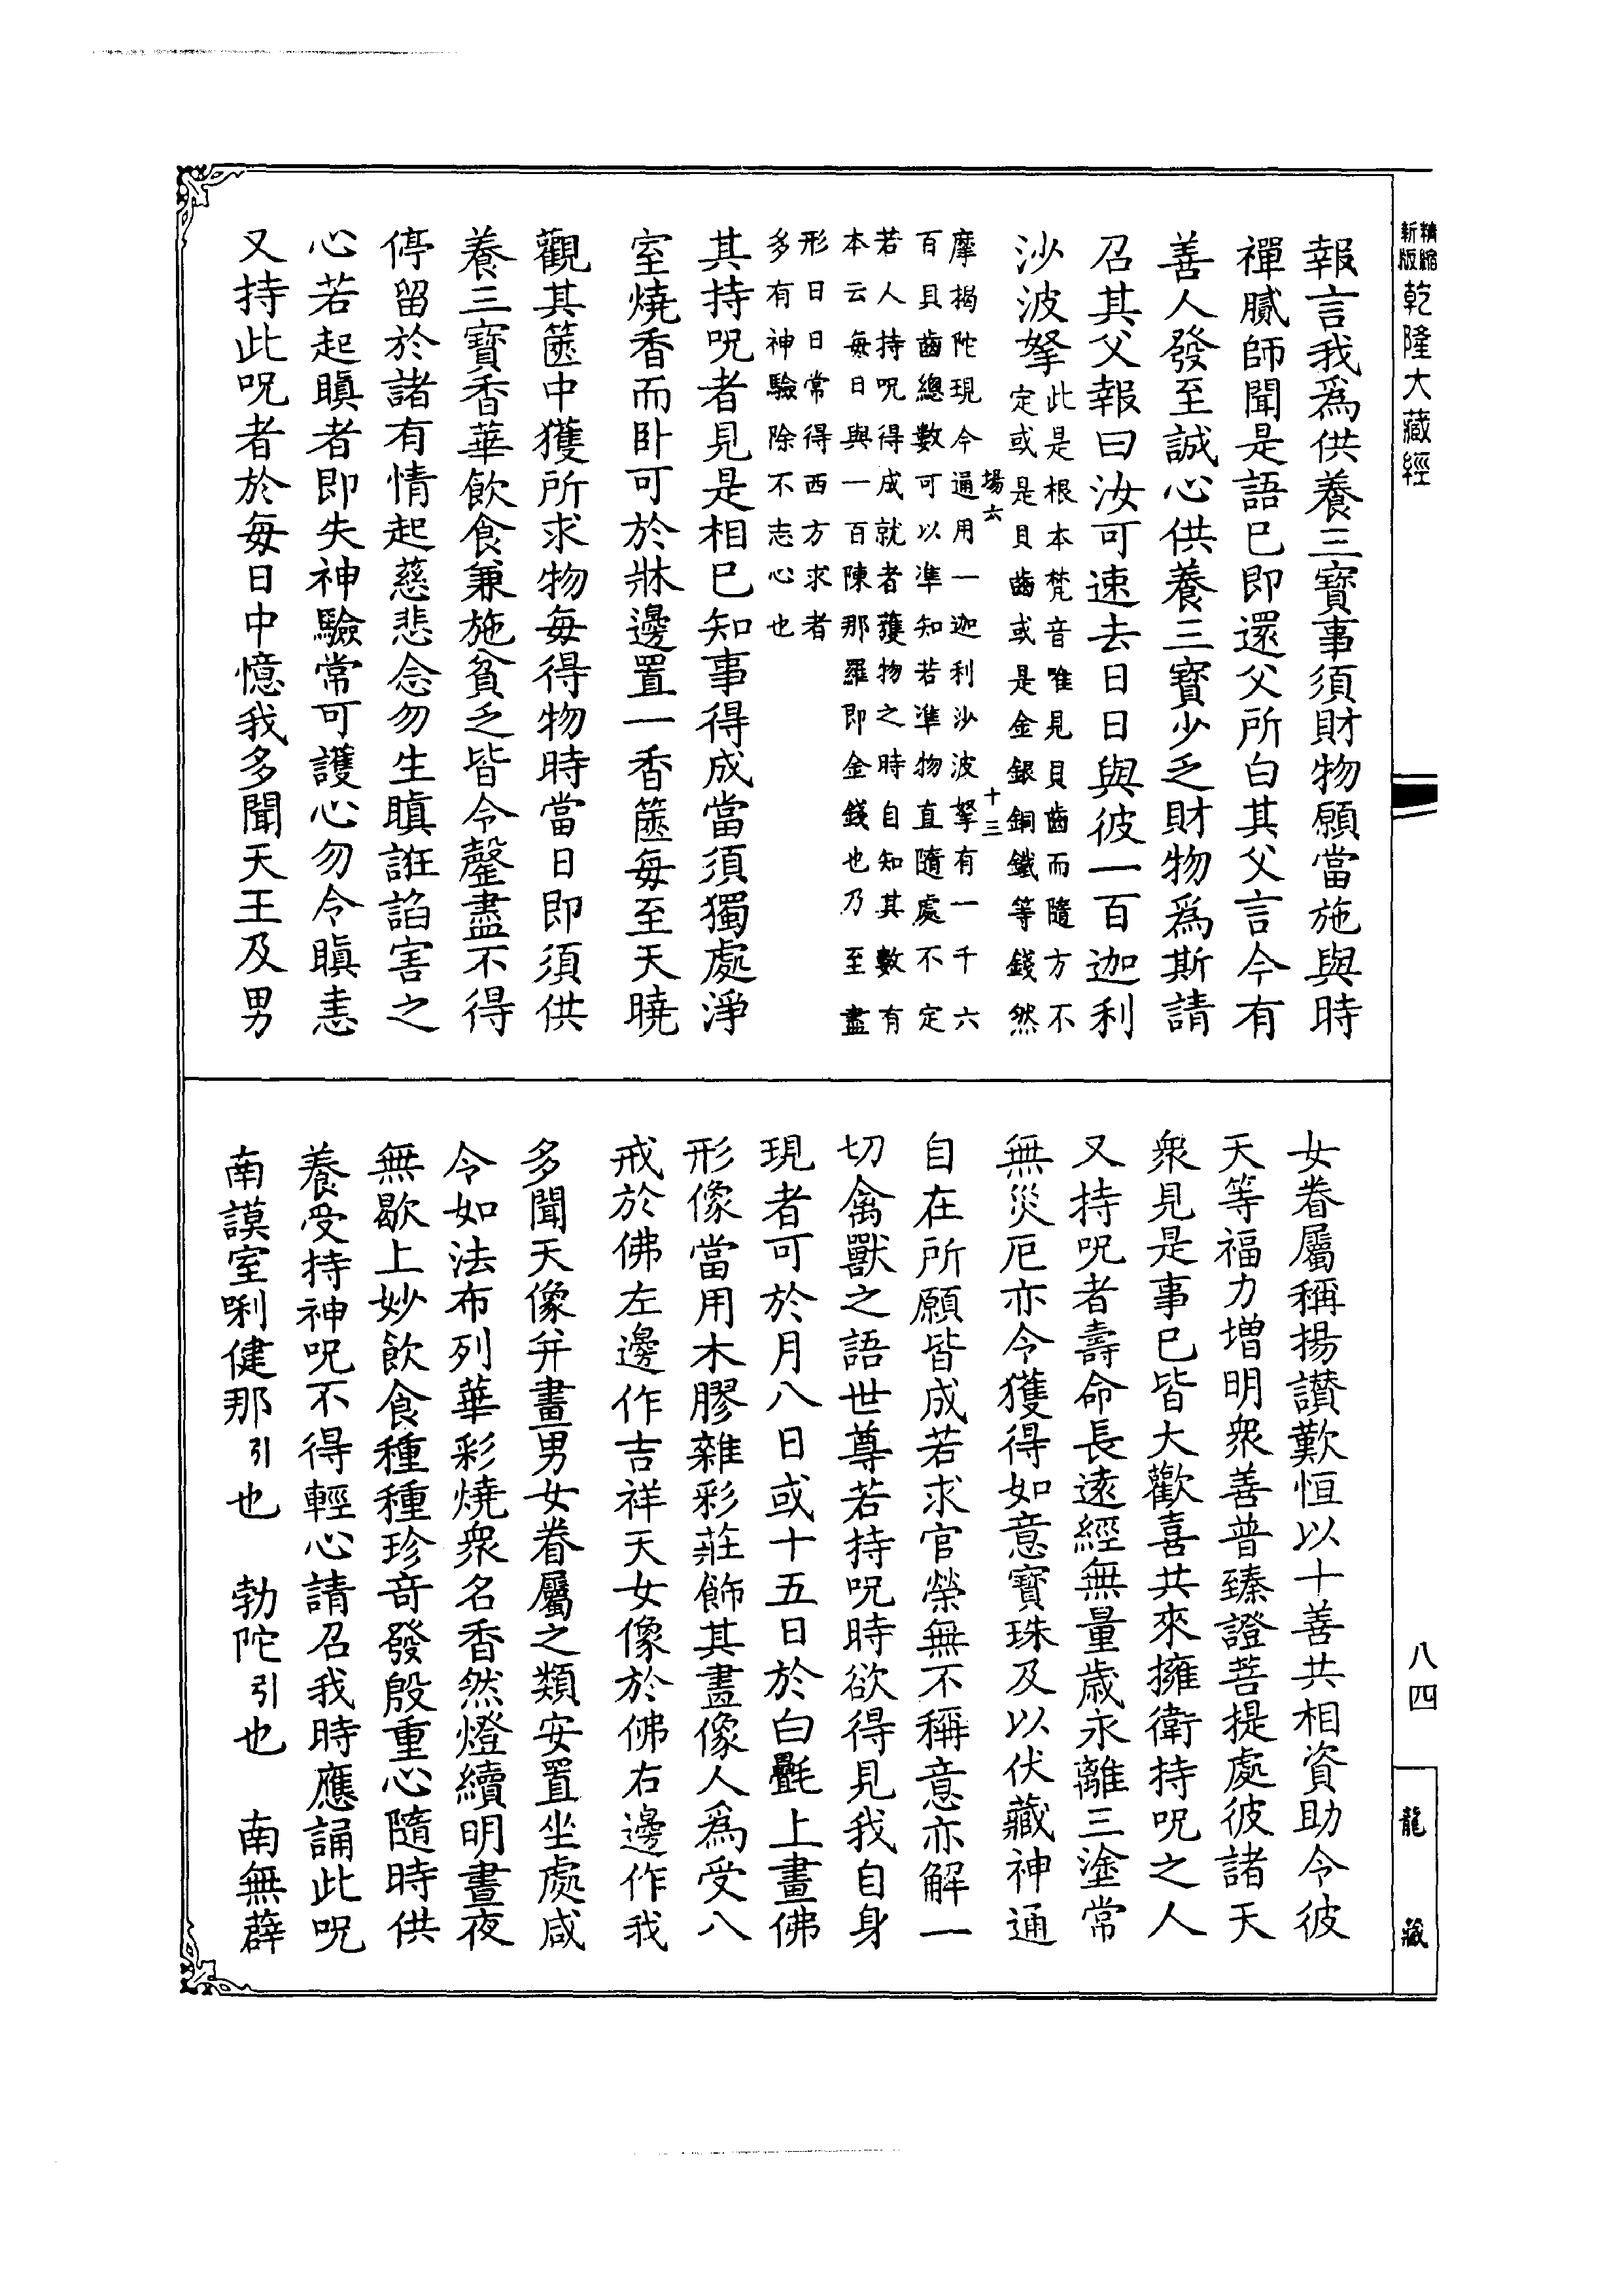 精縮
新版
乾隆大藏經
報言我為供養三寶事須財物願當施與時
禪膩師聞是語已即還父所白其父言今有
善人發至誠心供養三寶少乏財物為斯請
召其父報曰汝可速去日日與彼一百迦利
沙波拏
此是根本梵音唯見貝齒而隨方不
定或是貝齒或是金銀銅鐵等錢然
場六
十三
摩揭陀現今通用一迦利沙波拏有一千六
百貝齒總數可以準知若準物直隨處不定
若人持呪得成就者獲物之時自知其數有
本云每日與一百陳那羅即金錢也乃至盡
形日日常得西方求者
多有神驗除不志心也
其持呪者見是相已知事得成當須獨處淨
室燒香而卧可於牀邊置一香篋每至天曉
觀其篋中獲所求物每得物時當日即須供
養三寶香華飲食兼施貧乏皆令罄盡不得
停留於諸有情起慈悲念勿生瞋誑諂害之
心若起瞋者即失神驗常可護心勿令瞋恚
又持此呪者於每日中憶我多聞天王及男
女眷屬稱揚讚歎恒以十善共相資助令彼
天等福力增明衆善普臻證菩提處彼諸天
衆見是事已皆大歡喜共來擁衛持呪之人
又持呪者壽命長遠經無量歲永離三塗常
無災厄亦令獲得如意寶珠及以伏藏神通
自在所願皆成若求官榮無不稱意亦解一
切禽獸之語世尊若持呪時欲得見我自身
現者可於月八日或十五日於白㲲上畫佛
形像當用木膠雜彩莊飾其畫像人為受八
戒於佛左邊作吉祥天女像於佛右邊作我
多聞天像并畫男女眷屬之類安置坐處咸
令如法布列華彩燒衆名香然燈續明晝夜
無歇上妙飲食種種珍奇發殷重心隨時供
養受持神呪不得輕心請召我時應誦此呪
南謨室唎健那引也 勃陀引也 南無薜
八四
龍藏